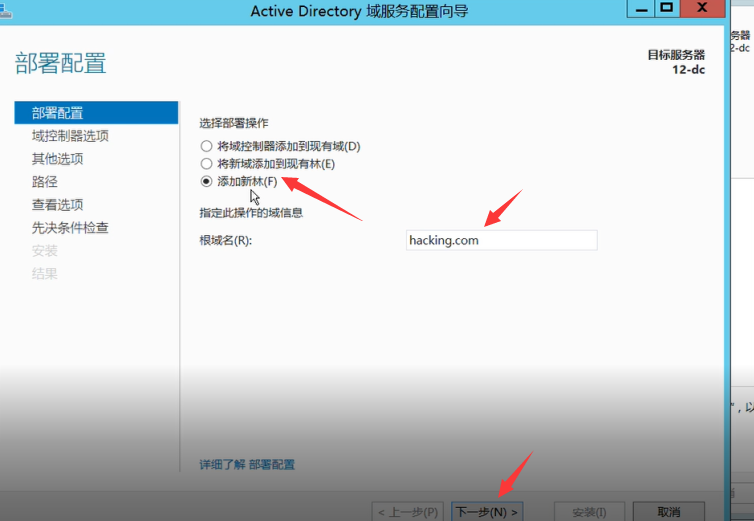 Active Directory 域服务配置向导
X
部署配置
目标服务器
12-dc
务器
2-dc
部署配置
域控制器选项
其他选项
路径
查看选项
先决条件检查
安装
结果
选择部署操作
将域控制器添加到现有域(D)
将新域添加到现有林(E)
添加新林(F)
指定此操作的域信息
根域名(R):
hacking.com
"，以
详细了解 部署配置
< 上一步(P)
下一步(N) >
安装(I)
取消